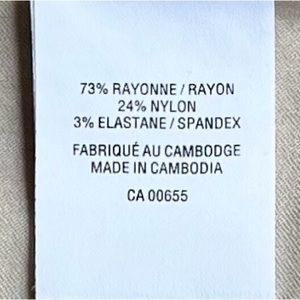 73% RAYONNE / RAYON
24% NYLON
3% ELASTANE / SPANDEX
FABRIQUÉ AU CAMBODGE
MADE IN CAMBODIA
CA 00655